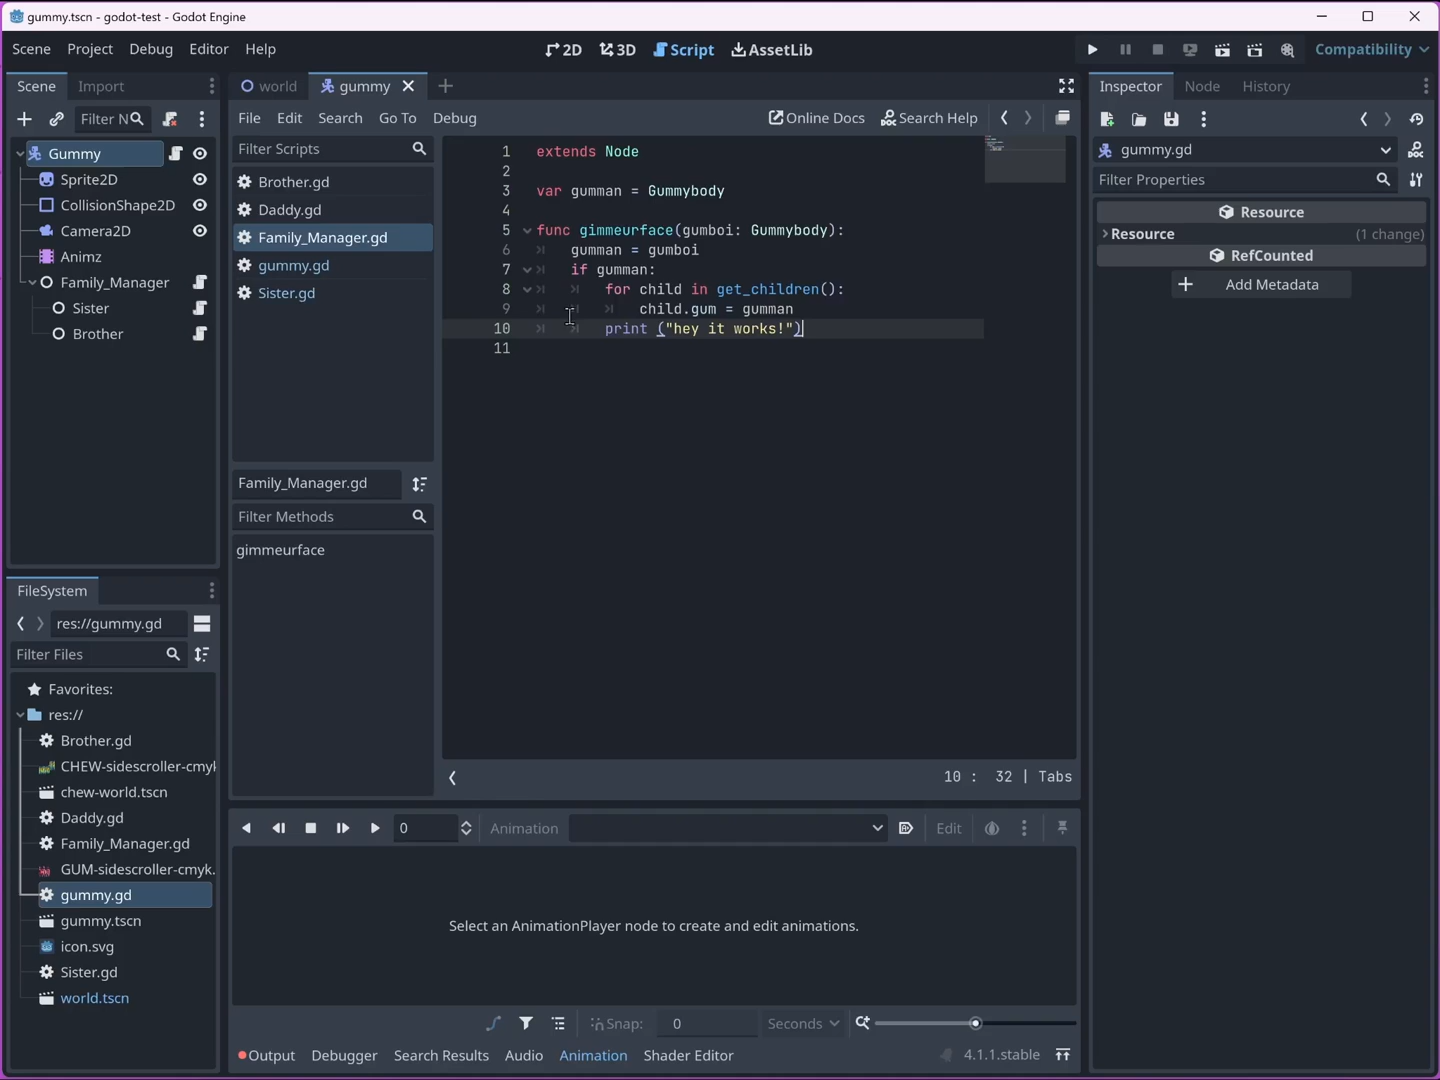 gummy.tscn - godot-test - Godot Engine
Scene Project Debug Editor Help
2D 3D Script AssetLib
Compatibility
Scene Import
Filter N
Gummy
Sprite2D
CollisionShape2D
Camera2D
Animz
Family_Manager
Sister
Brother
FileSystem
res://gummy.gd
Filter Files
Favorites:
res://
Brother.gd
CHEW-sidescroller-cmyk
chew-world.tscn
Daddy.gd
Family_Manager.gd
GUM-sidescroller-cmyk.
gummy.gd
gummy.tscn
icon.svg
Sister.gd
world.tscn
world gummy
File Edit Search Go To Debug
Online Docs Search Help
Filter Scripts
Brother.gd
Daddy.gd
Family_Manager.gd
gummy.gd
Sister.gd
Family_Manager.gd
Filter Methods
gimmeurface
1 extends Node
2
3 var gumman = Gummybody
4
5 func gimmeurface(gumboi: Gummybody):
6 gumman = gumboi
7 if gumman:
8 for child in get_children():
9 child.gum = gumman
10 print ("hey it works!")
11
10 : 32 | Tabs
0 Animation Edit
Select an AnimationPlayer node to create and edit animations.
Snap: 0 Seconds
Output Debugger Search Results Audio Animation Shader Editor
4.1.1.stable
Inspector Node History
gummy.gd
Filter Properties
Resource
Resource (1 change)
RefCounted
Add Metadata